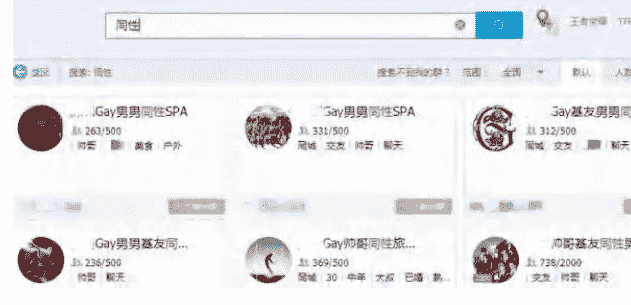 同性
搜索: 同性 搜索不到我的群? 范围: 全国 默认 人数
Gay男男同性SPA
263/500
帅哥 美食 户外
Gay男男同性SPA
331/500
同城 交友 帅哥 聊天
Gay基友男男同
312/500
同城 交友 聊天
Gay男男基友同...
236/500
帅哥 聊天
Gay帅哥同性旅...
369/500
同城 30 中年 大叔 已婚
帅哥基友同性
738/2000
交友 帅哥 聊天